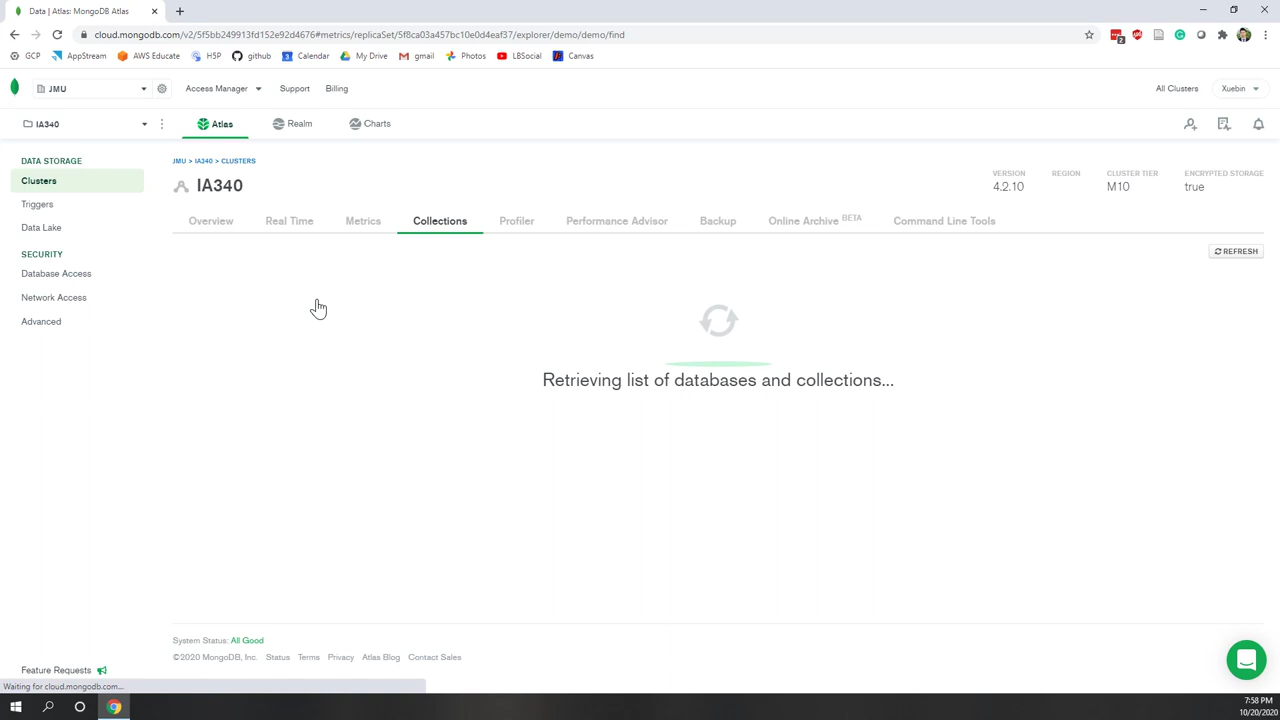 Data | Atlas: MongoDB Atlas
cloud.mongodb.com/v2/5f5bb249913fd152e92d4676#metrics/replicaSet/5f8ca03a457bc10e0d4eaf37/explorer/demo/demo/find
GCP AppStream AWS Educate H5P github Calendar My Drive gmail Photos LBSocial Canvas
JMU Access Manager Support Billing All Clusters Xuebin
IA340 Atlas Realm Charts
DATA STORAGE
Clusters
Triggers
Data Lake
SECURITY
Database Access
Network Access
Advanced
JMU > IA340 > CLUSTERS
IA340
VERSION REGION CLUSTER TIER ENCRYPTED STORAGE
4.2.10 M10 true
Overview Real Time Metrics Collections Profiler Performance Advisor Backup Online Archive BETA Command Line Tools
REFRESH
Retrieving list of databases and collections...
System Status: All Good
©2020 MongoDB, Inc. Status Terms Privacy Atlas Blog Contact Sales
Feature Requests
Waiting for cloud.mongodb.com...
7:58 PM
10/20/2020